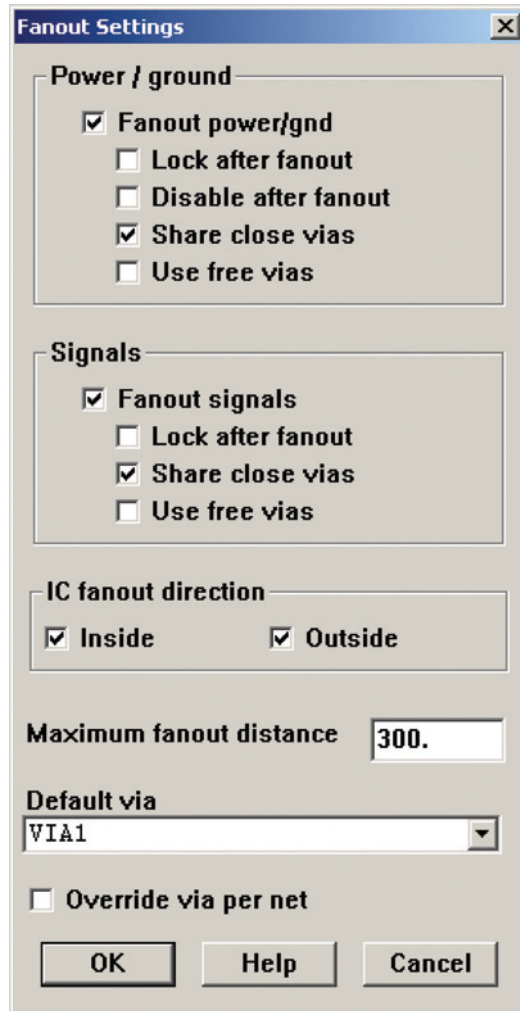 Fanout Settings
Power / ground
Fanout power/gnd
Lock after fanout
Disable after fanout
Share close vias
Use free vias
Signals
Fanout signals
Lock after fanout
Share close vias
Use free vias
IC fanout direction
Inside Outside
Maximum fanout distance 300.
Default via
VIA1
Override via per net
OK Help Cancel